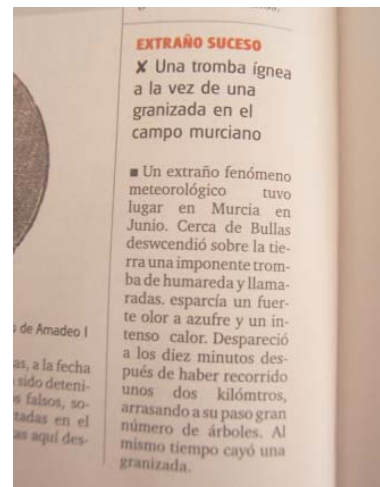 EXTRAÑO SUCESO
✘ Una tromba ígnea
a la vez de una
granizada en el
campo murciano
■ Un extraño fenómeno
meteorológico tuvo
lugar en Murcia en
Junio. Cerca de Bullas
deswcendió sobre la tie-
rra una imponente trom-
ba de humareda y llama-
radas. esparcía un fuer-
te olor a azufre y un in-
tenso calor. Despareció
a los diez minutos des-
pués de haber recorrido
unos dos kilómtros,
arrasando a su paso gran
número de árboles. Al
mismo tiempo cayó una
granizada.
de Amadeo I
as, a la fecha
sido deteni-
s falsos, so-
tadas en el
as aquí des-